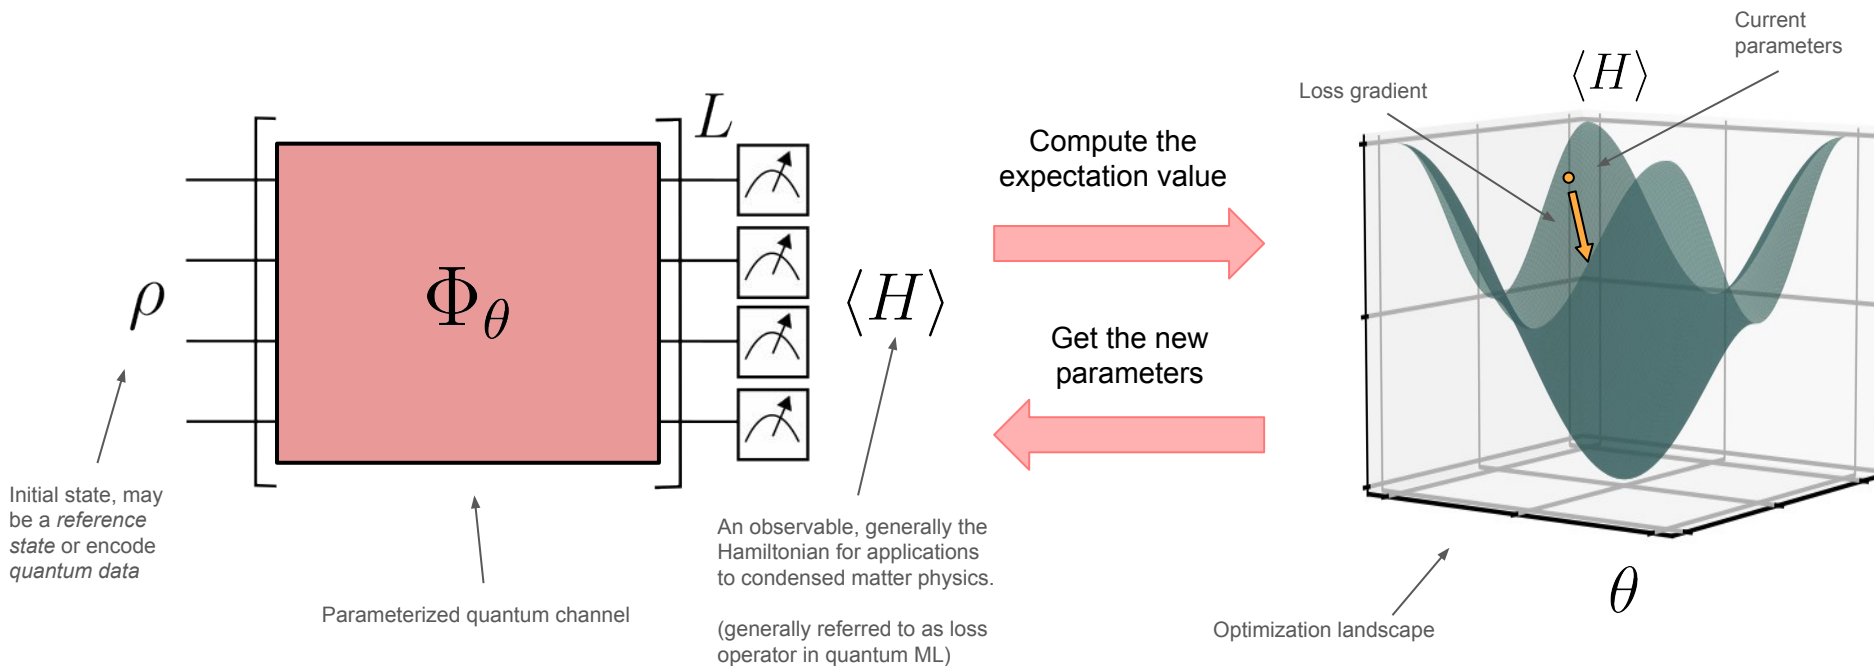 ρ
Φθ
L
⟨H⟩
Initial state, may
be a reference
state or encode
quantum data
Parameterized quantum channel
An observable, generally the
Hamiltonian for applications
to condensed matter physics.
(generally referred to as loss
operator in quantum ML)
Compute the
expectation value
Get the new
parameters
Current
parameters
⟨H⟩
Loss gradient
θ
Optimization landscape